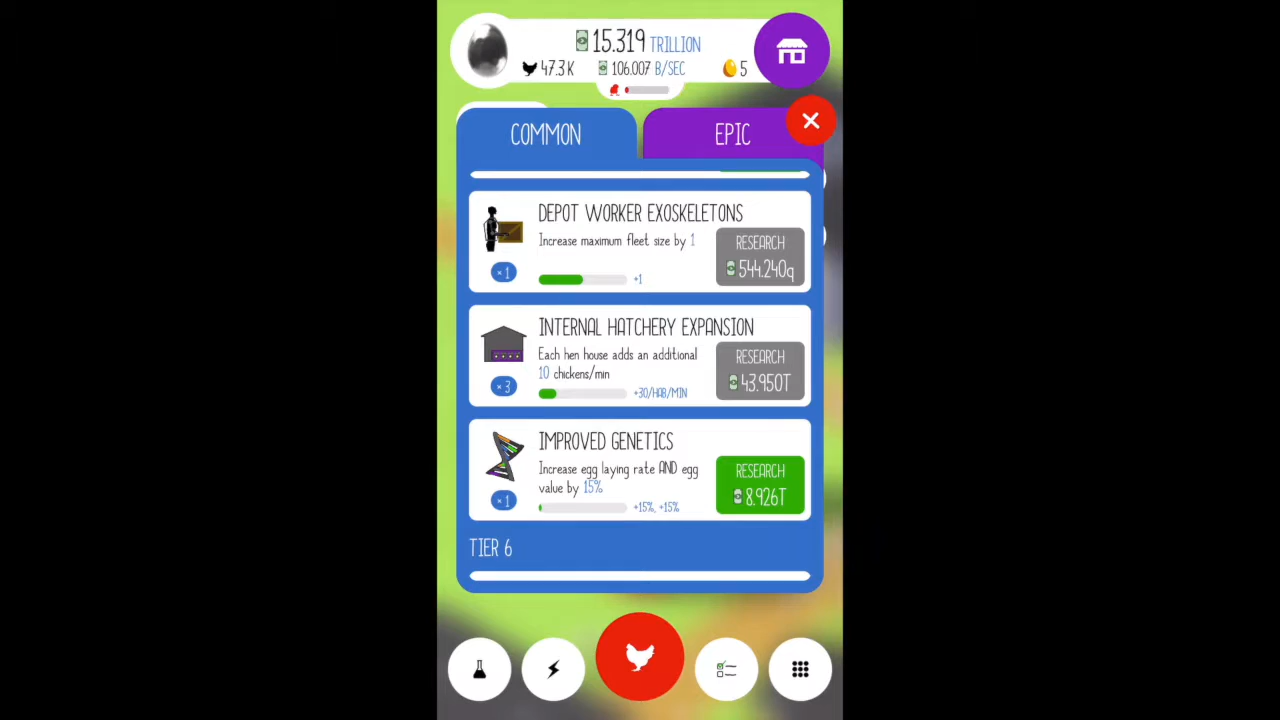 15.319 TRILLION
47.3K 106.007 B/SEC 5
COMMON EPIC
DEPOT WORKER EXOSKELETONS
Increase maximum fleet size by 1
RESEARCH
544.240q
×1 +1
INTERNAL HATCHERY EXPANSION
Each hen house adds an additional
10 chickens/min
RESEARCH
43.950T
×3 +30/HAB/MIN
IMPROVED GENETICS
Increase egg laying rate AND egg
value by 15%
RESEARCH
8.926T
×1 +15%, +15%
TIER 6